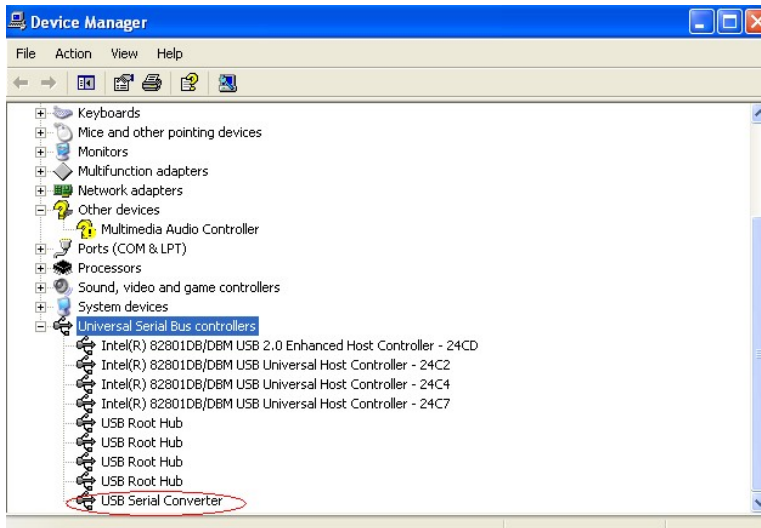 Device Manager
File Action View Help
Keyboards
Mice and other pointing devices
Monitors
Multifunction adapters
Network adapters
Other devices
Multimedia Audio Controller
Ports (COM & LPT)
Processors
Sound, video and game controllers
System devices
Universal Serial Bus controllers
Intel(R) 82801DB/DBM USB 2.0 Enhanced Host Controller - 24CD
Intel(R) 82801DB/DBM USB Universal Host Controller - 24C2
Intel(R) 82801DB/DBM USB Universal Host Controller - 24C4
Intel(R) 82801DB/DBM USB Universal Host Controller - 24C7
USB Root Hub
USB Root Hub
USB Root Hub
USB Root Hub
USB Serial Converter